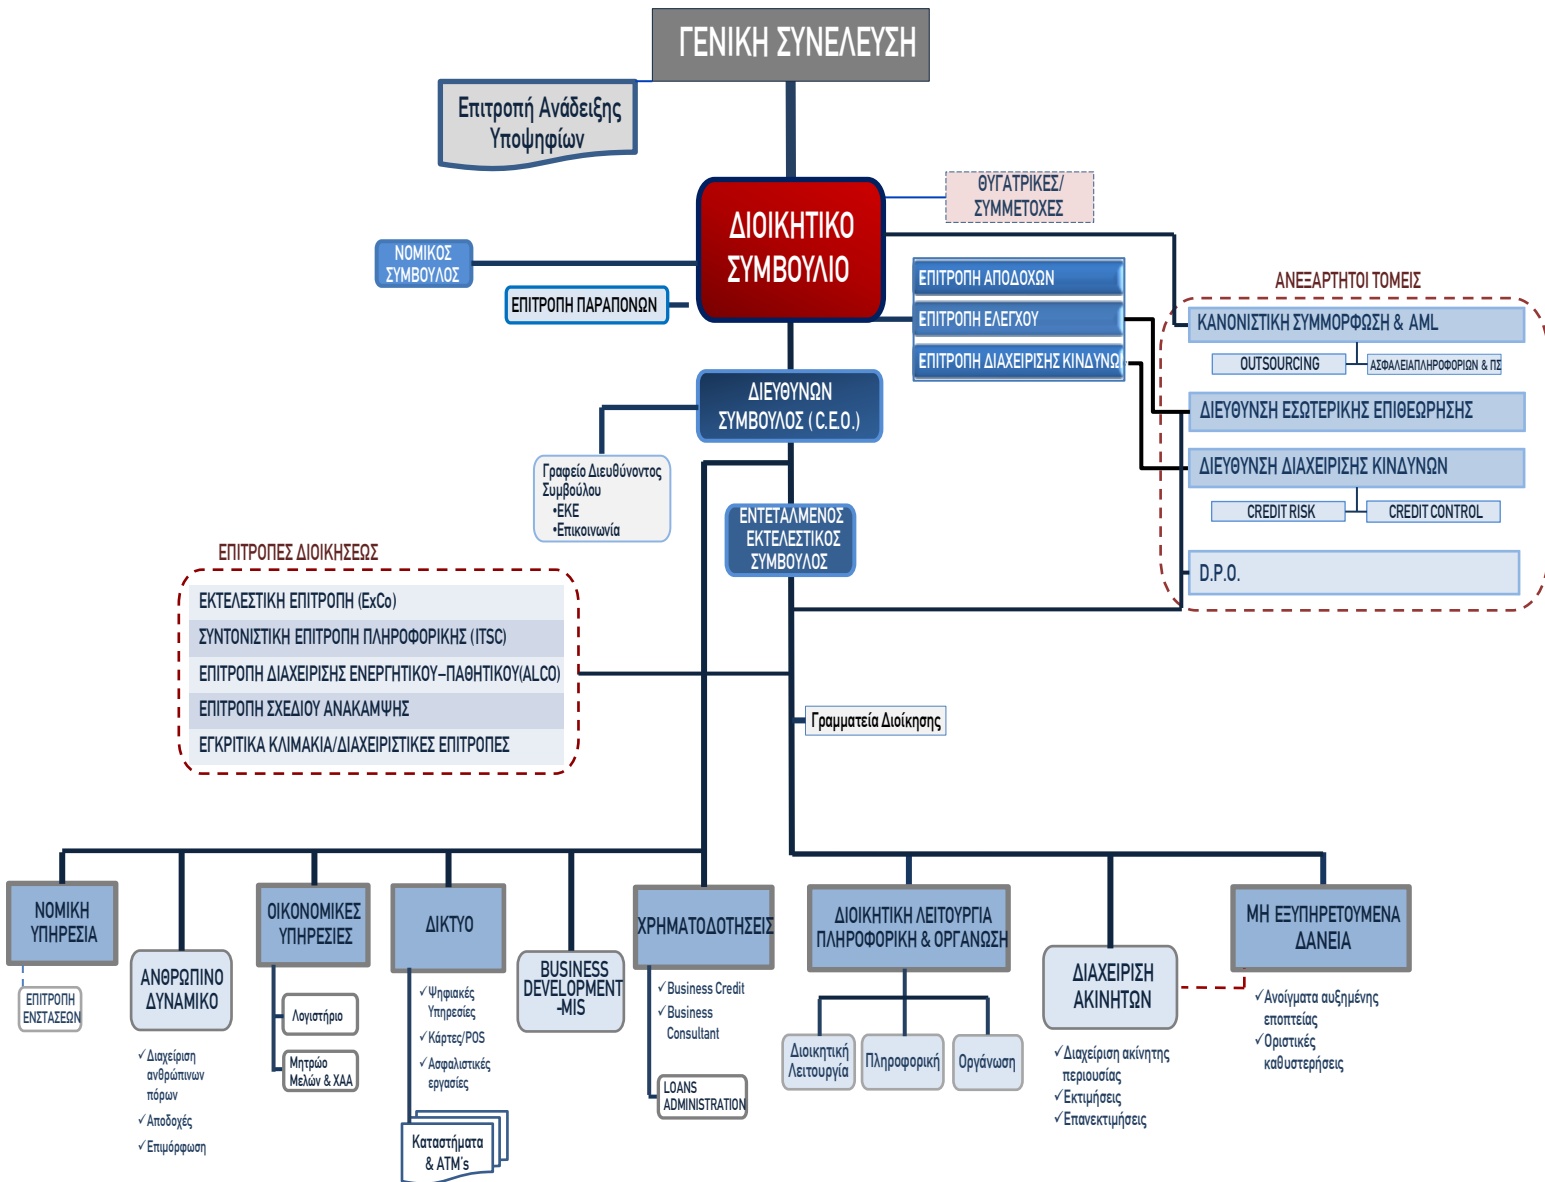 ΓΕΝΙΚΗ ΣΥΝΕΛΕΥΣΗ
Επιτροπή Ανάδειξης
Υποψηφίων
ΘΥΓΑΤΡΙΚΕΣ/
ΣΥΜΜΕΤΟΧΕΣ
ΔΙΟΙΚΗΤΙΚΟ
ΣΥΜΒΟΥΛΙΟ
ΝΟΜΙΚΟΣ
ΣΥΜΒΟΥΛΟΣ
ΕΠΙΤΡΟΠΗ ΠΑΡΑΠΟΝΩΝ
ΕΠΙΤΡΟΠΗ ΑΠΟΔΟΧΩΝ
ΕΠΙΤΡΟΠΗ ΕΛΕΓΧΟΥ
ΕΠΙΤΡΟΠΗ ΔΙΑΧΕΙΡΙΣΗΣ ΚΙΝΔΥΝΩ
ΑΝΕΞΑΡΤΗΤΟΙ ΤΟΜΕΙΣ
ΚΑΝΟΝΙΣΤΙΚΗ ΣΥΜΜΟΡΦΩΣΗ & AML
OUTSOURCING
ΑΣΦΑΛΕΙΑΠΛΗΡΟΦΟΡΙΩΝ & ΠΣ
ΔΙΕΥΘΥΝΣΗ ΕΣΩΤΕΡΙΚΗΣ ΕΠΙΘΕΩΡΗΣΗΣ
ΔΙΕΥΘΥΝΣΗ ΔΙΑΧΕΙΡΙΣΗΣ ΚΙΝΔΥΝΩΝ
CREDIT RISK
CREDIT CONTROL
D.P.O.
ΔΙΕΥΘΥΝΩΝ
ΣΥΜΒΟΥΛΟΣ ( C.E.O.)
Γραφείο Διευθύνοντος
Συμβούλου
•ΕΚΕ
•Επικοινωνία
ΕΝΤΕΤΑΛΜΕΝΟΣ
ΕΚΤΕΛΕΣΤΙΚΟΣ
ΣΥΜΒΟΥΛΟΣ
ΕΠΙΤΡΟΠΕΣ ΔΙΟΙΚΗΣΕΩΣ
ΕΚΤΕΛΕΣΤΙΚΗ ΕΠΙΤΡΟΠΗ (ExCo)
ΣΥΝΤΟΝΙΣΤΙΚΗ ΕΠΙΤΡΟΠΗ ΠΛΗΡΟΦΟΡΙΚΗΣ (ITSC)
ΕΠΙΤΡΟΠΗ ΔΙΑΧΕΙΡΙΣΗΣ ΕΝΕΡΓΗΤΙΚΟΥ–ΠΑΘΗΤΙΚΟΥ(ALCO)
ΕΠΙΤΡΟΠΗ ΣΧΕΔΙΟΥ ΑΝΑΚΑΜΨΗΣ
ΕΓΚΡΙΤΙΚΑ ΚΛΙΜΑΚΙΑ/ΔΙΑΧΕΙΡΙΣΤΙΚΕΣ ΕΠΙΤΡΟΠΕΣ
Γραμματεία Διοίκησης
ΝΟΜΙΚΗ
ΥΠΗΡΕΣΙΑ
ΕΠΙΤΡΟΠΗ
ΕΝΣΤΑΣΕΩΝ
ΑΝΘΡΩΠΙΝΟ
ΔΥΝΑΜΙΚΟ
✓Διαχείριση
ανθρώπινων
πόρων
✓Αποδοχές
✓Επιμόρφωση
ΟΙΚΟΝΟΜΙΚΕΣ
ΥΠΗΡΕΣΙΕΣ
Λογιστήριο
Μητρώο
Μελών & ΧΑΑ
ΔΙΚΤΥΟ
✓Ψηφιακές
Υπηρεσίες
✓Κάρτες/POS
✓Ασφαλιστικές
εργασίες
Καταστήματα
& ATM's
BUSINESS
DEVELOPMENT
-MIS
ΧΡΗΜΑΤΟΔΟΤΗΣΕΙΣ
✓Business Credit
✓Business
Consultant
LOANS
ADMINISTRATION
ΔΙΟΙΚΗΤΙΚΗ ΛΕΙΤΟΥΡΓΙΑ
ΠΛΗΡΟΦΟΡΙΚΗ & ΟΡΓΑΝΩΣΗ
Διοικητική
Λειτουργία
Πληροφορική
Οργάνωση
ΔΙΑΧΕΙΡΙΣΗ
ΑΚΙΝΗΤΩΝ
✓Διαχείριση ακίνητης
περιουσίας
✓Εκτιμήσεις
✓Επανεκτιμήσεις
ΜΗ ΕΞΥΠΗΡΕΤΟΥΜΕΝΑ
ΔΑΝΕΙΑ
✓Ανοίγματα αυξημένης
εποπτείας
✓Οριστικές
καθυστερήσεις